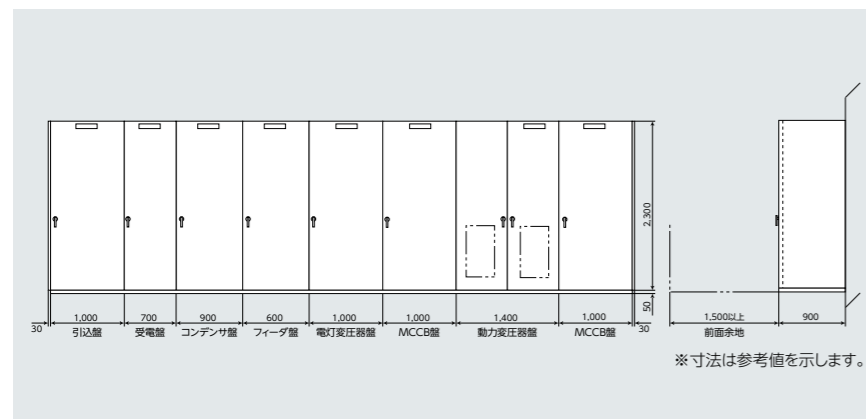 2,300
50
30 1,000 700 900 600 1,000 1,000 1,400 1,000 30
引込盤 受電盤 コンデンサ盤 フィーダ盤 電灯変圧器盤 MCCB盤 動力変圧器盤 MCCB盤
1,500以上 900
前面余地
※寸法は参考値を示します。